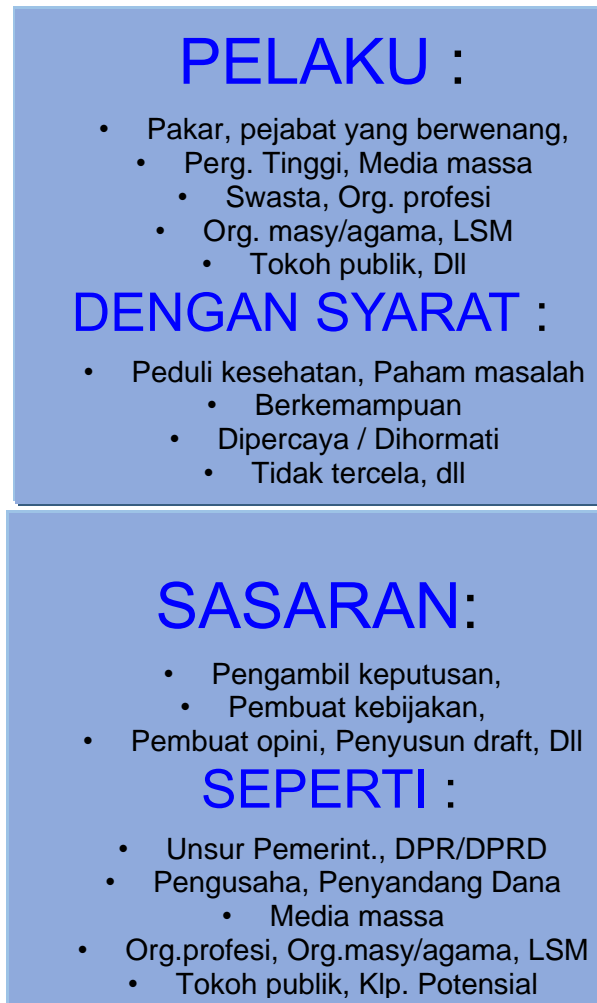 PELAKU :
• Pakar, pejabat yang berwenang,
• Perg. Tinggi, Media massa
• Swasta, Org. profesi
• Org. masy/agama, LSM
• Tokoh publik, Dll
DENGAN SYARAT :
• Peduli kesehatan, Paham masalah
• Berkemampuan
• Dipercaya / Dihormati
• Tidak tercela, dll
SASARAN:
• Pengambil keputusan,
• Pembuat kebijakan,
• Pembuat opini, Penyusun draft, Dll
SEPERTI :
• Unsur Pemerint., DPR/DPRD
• Pengusaha, Penyandang Dana
• Media massa
• Org.profesi, Org.masy/agama, LSM
• Tokoh publik, Klp. Potensial